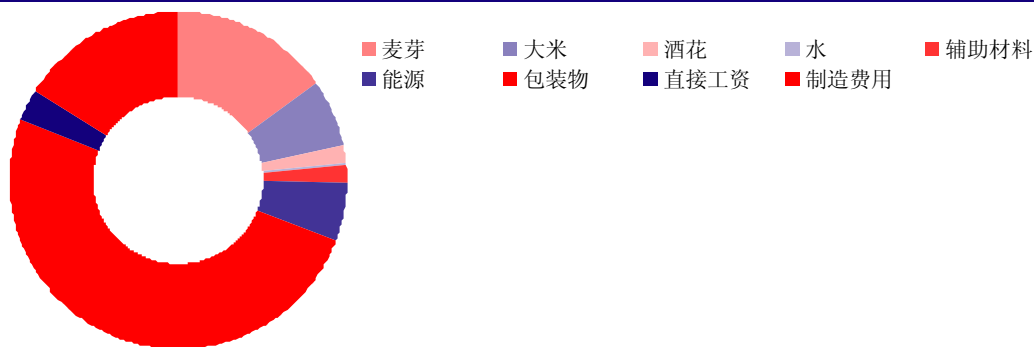 麦芽 大米 酒花 水 辅助材料
能源 包装物 直接工资 制造费用